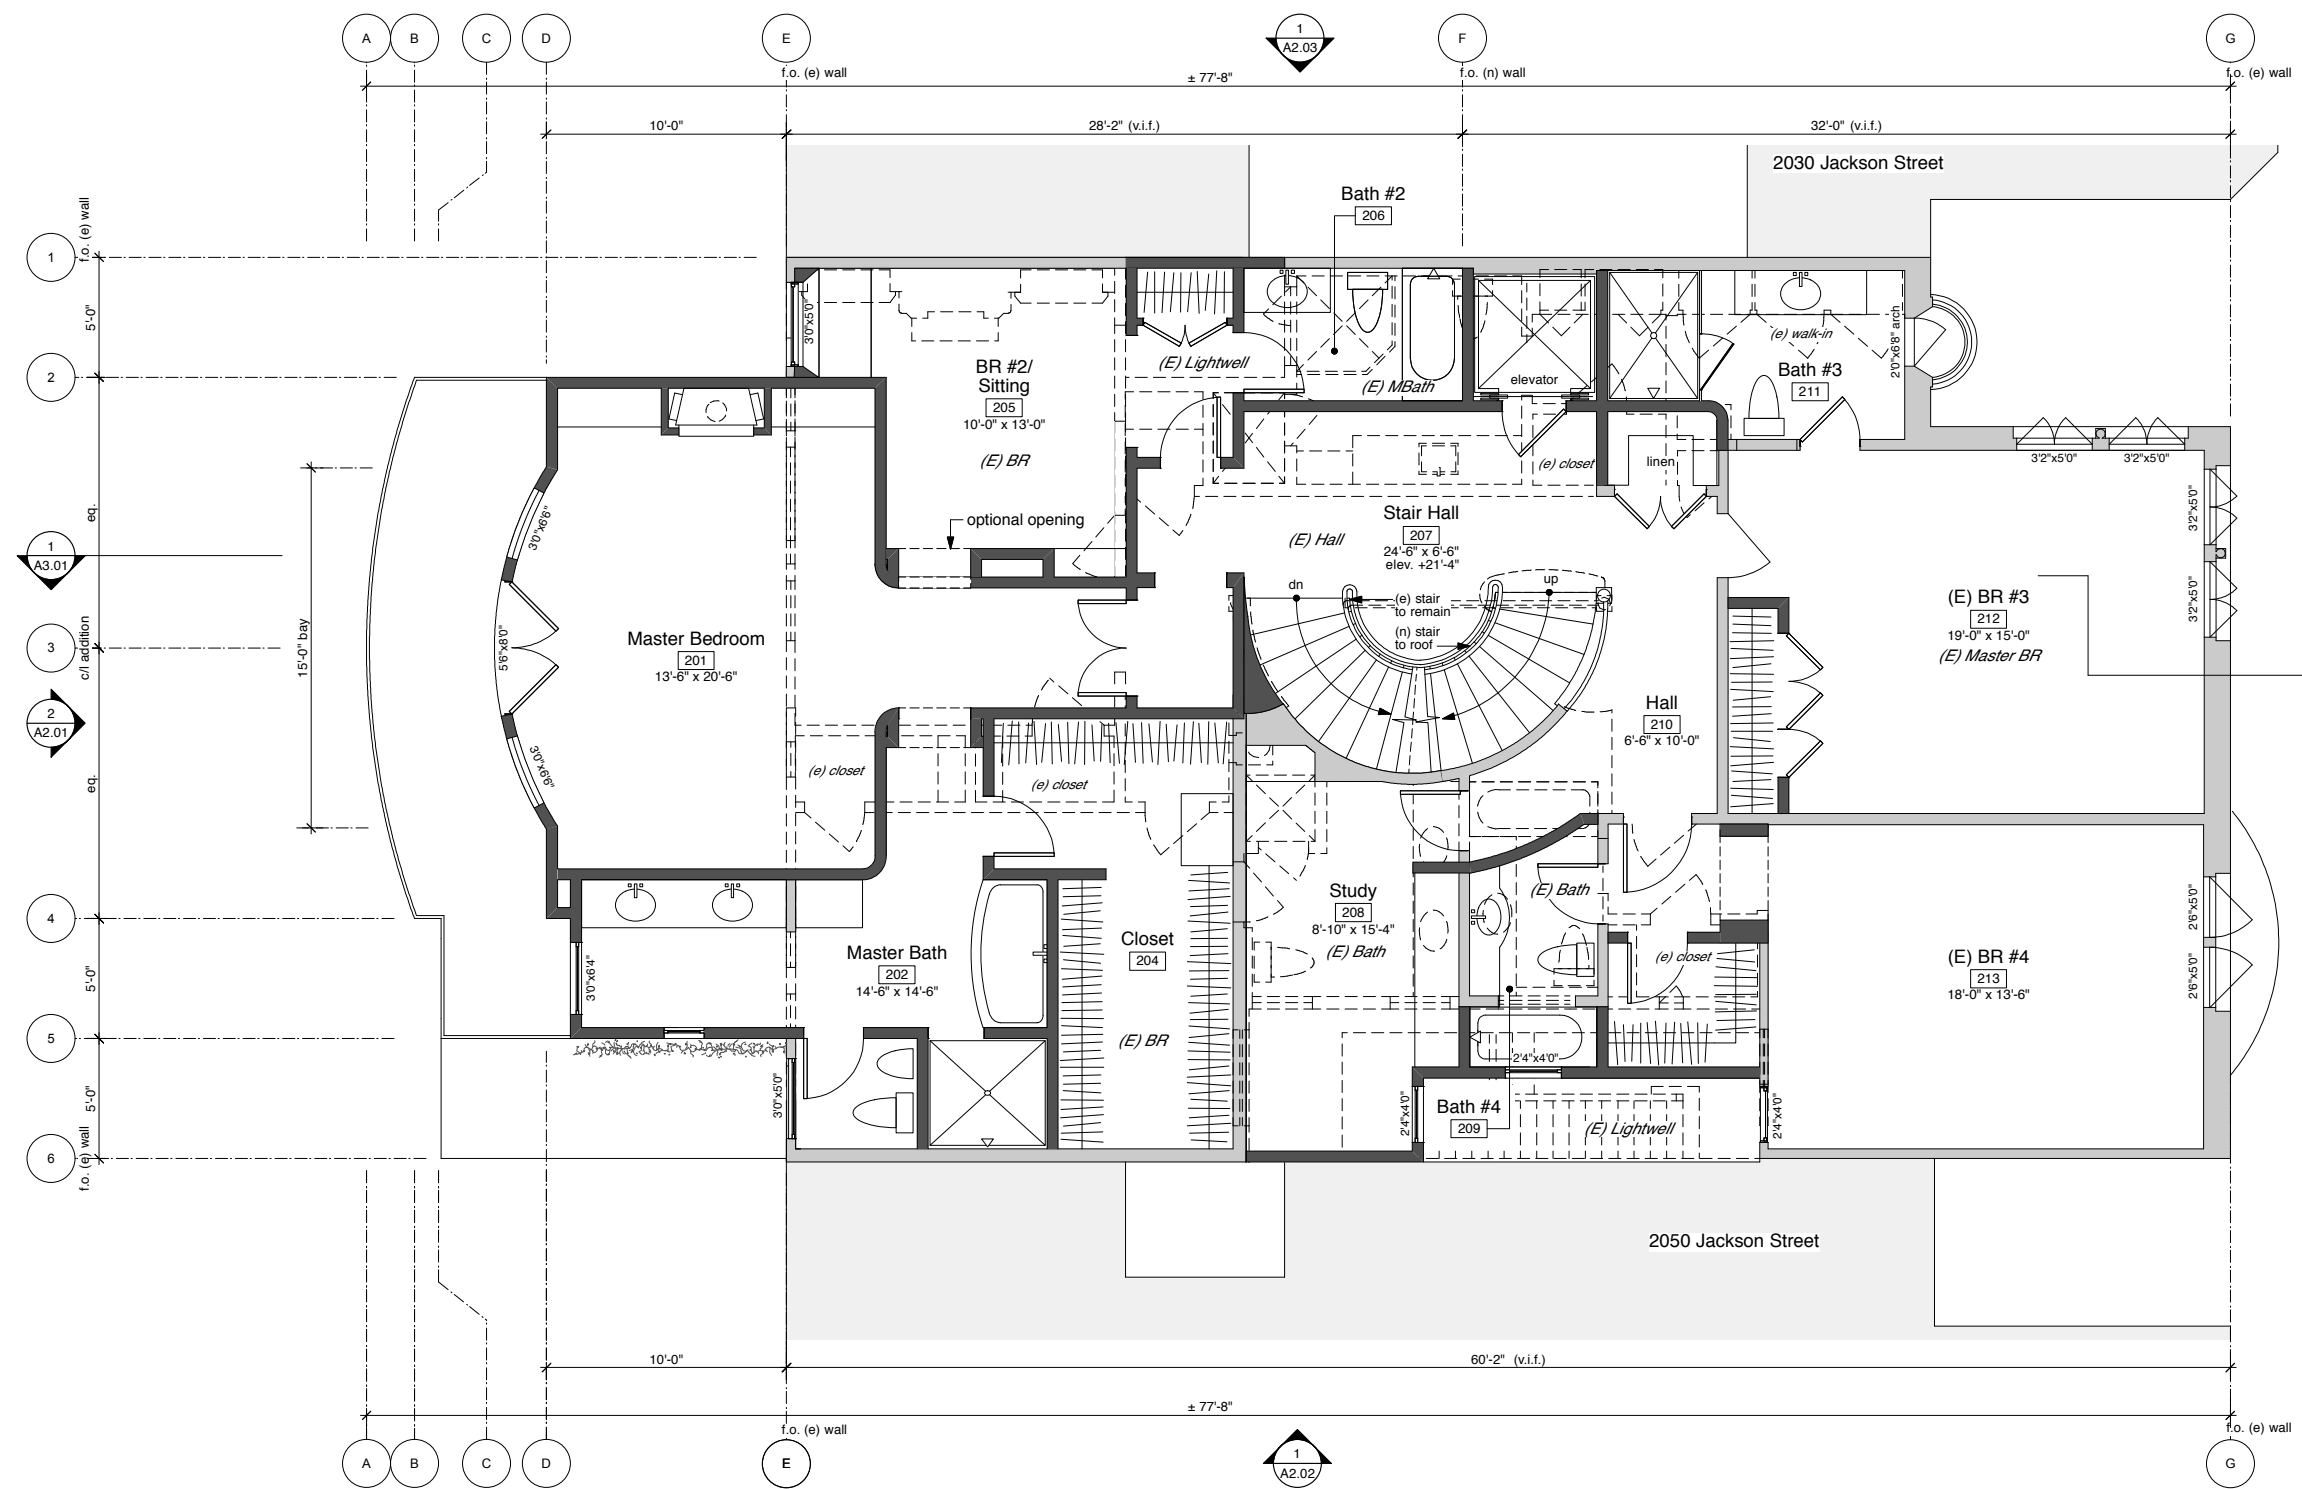 A
B
C
D
E
1
A2.03
F
G
f.o. (e) wall
f.o. (n) wall
f.o. (e) wall
± 77'-8"
10'-0"
28'-2" (v.i.f.)
32'-0" (v.i.f.)
2030 Jackson Street
Bath #2
206
f.o. (e) wall
1
5'-0"
2
eq.
1
A3.01
3
c/l addition
15'-0" bay
2
A2.01
eq.
4
5'-0"
5
5'-0"
6
f.o. (e) wall
3'0"x5'0"
BR #2/
Sitting
205
10'-0" x 13'-0"
(E) BR
(E) Lightwell
(E) MBath
elevator
(e) walk-in
Bath #3
211
2'0"x6'8" arch
linen
(e) closet
3'2"x5'0"
3'2"x5'0"
3'2"x5'0"
3'2"x5'0"
optional opening
Stair Hall
207
24'-6" x 6'-6"
elev. +21'-4"
(E) Hall
dn
up
(e) stair
to remain
(n) stair
to roof
3'0"x6'6"
5'6"x8'0"
3'0"x6'6"
Master Bedroom
201
13'-6" x 20'-6"
(E) BR #3
212
19'-0" x 15'-0"
(E) Master BR
Hall
210
6'-6" x 10'-0"
(e) closet
(e) closet
Study
208
8'-10" x 15'-4"
(E) Bath
(E) Bath
(e) closet
Closet
204
(E) BR
Master Bath
202
14'-6" x 14'-6"
3'0"x6'4"
3'0"x5'0"
(E) BR #4
213
18'-0" x 13'-6"
2'6"x5'0"
2'6"x5'0"
2'4"x4'0"
2'4"x4'0"
Bath #4
209
(E) Lightwell
2'4"x4'0"
2050 Jackson Street
10'-0"
60'-2" (v.i.f.)
± 77'-8"
f.o. (e) wall
f.o. (e) wall
A
B
C
D
E
1
A2.02
G